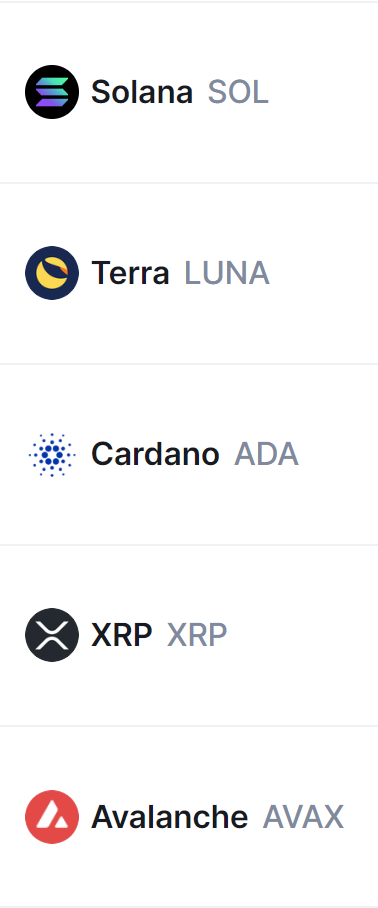 Solana SOL
Terra LUNA
Cardano ADA
XRP XRP
Avalanche AVAX